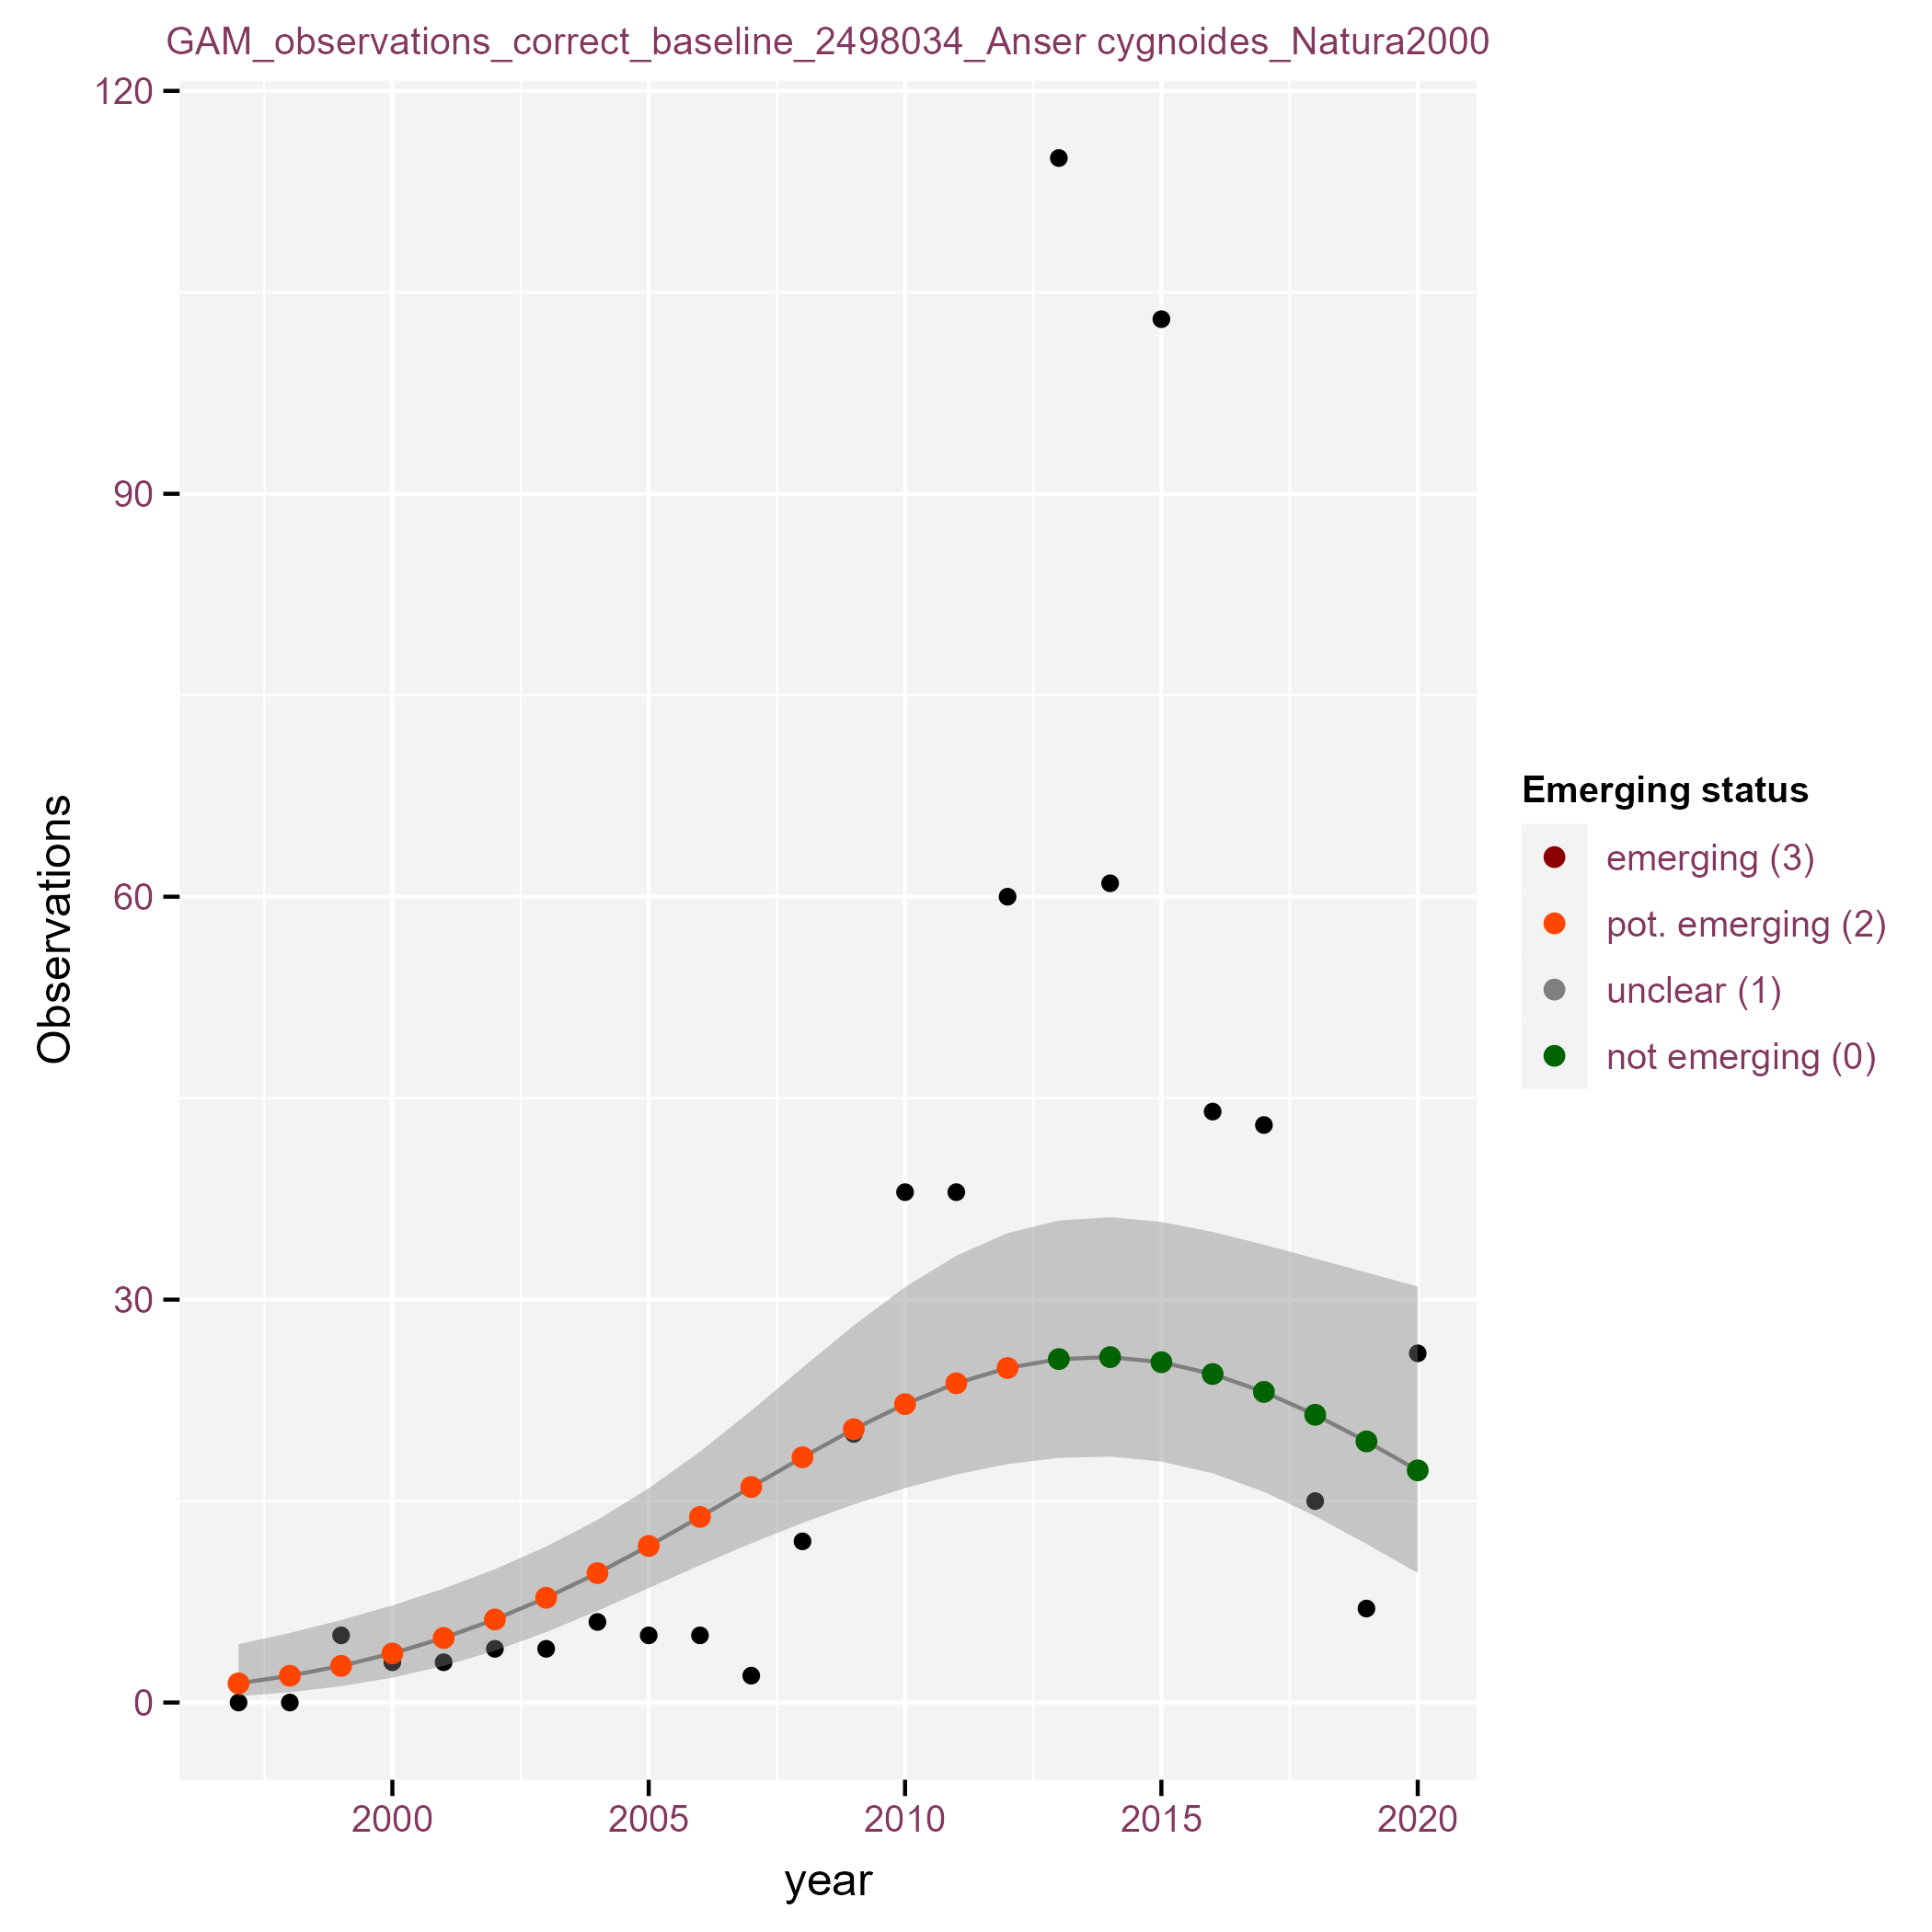 GAM_observations_correct_baseline_2498034_Anser cygnoides_Natura2000
120
90
60
30
0
Observations
2000
2005
2010
2015
2020
year
Emerging status
emerging (3)
pot. emerging (2)
unclear (1)
not emerging (0)